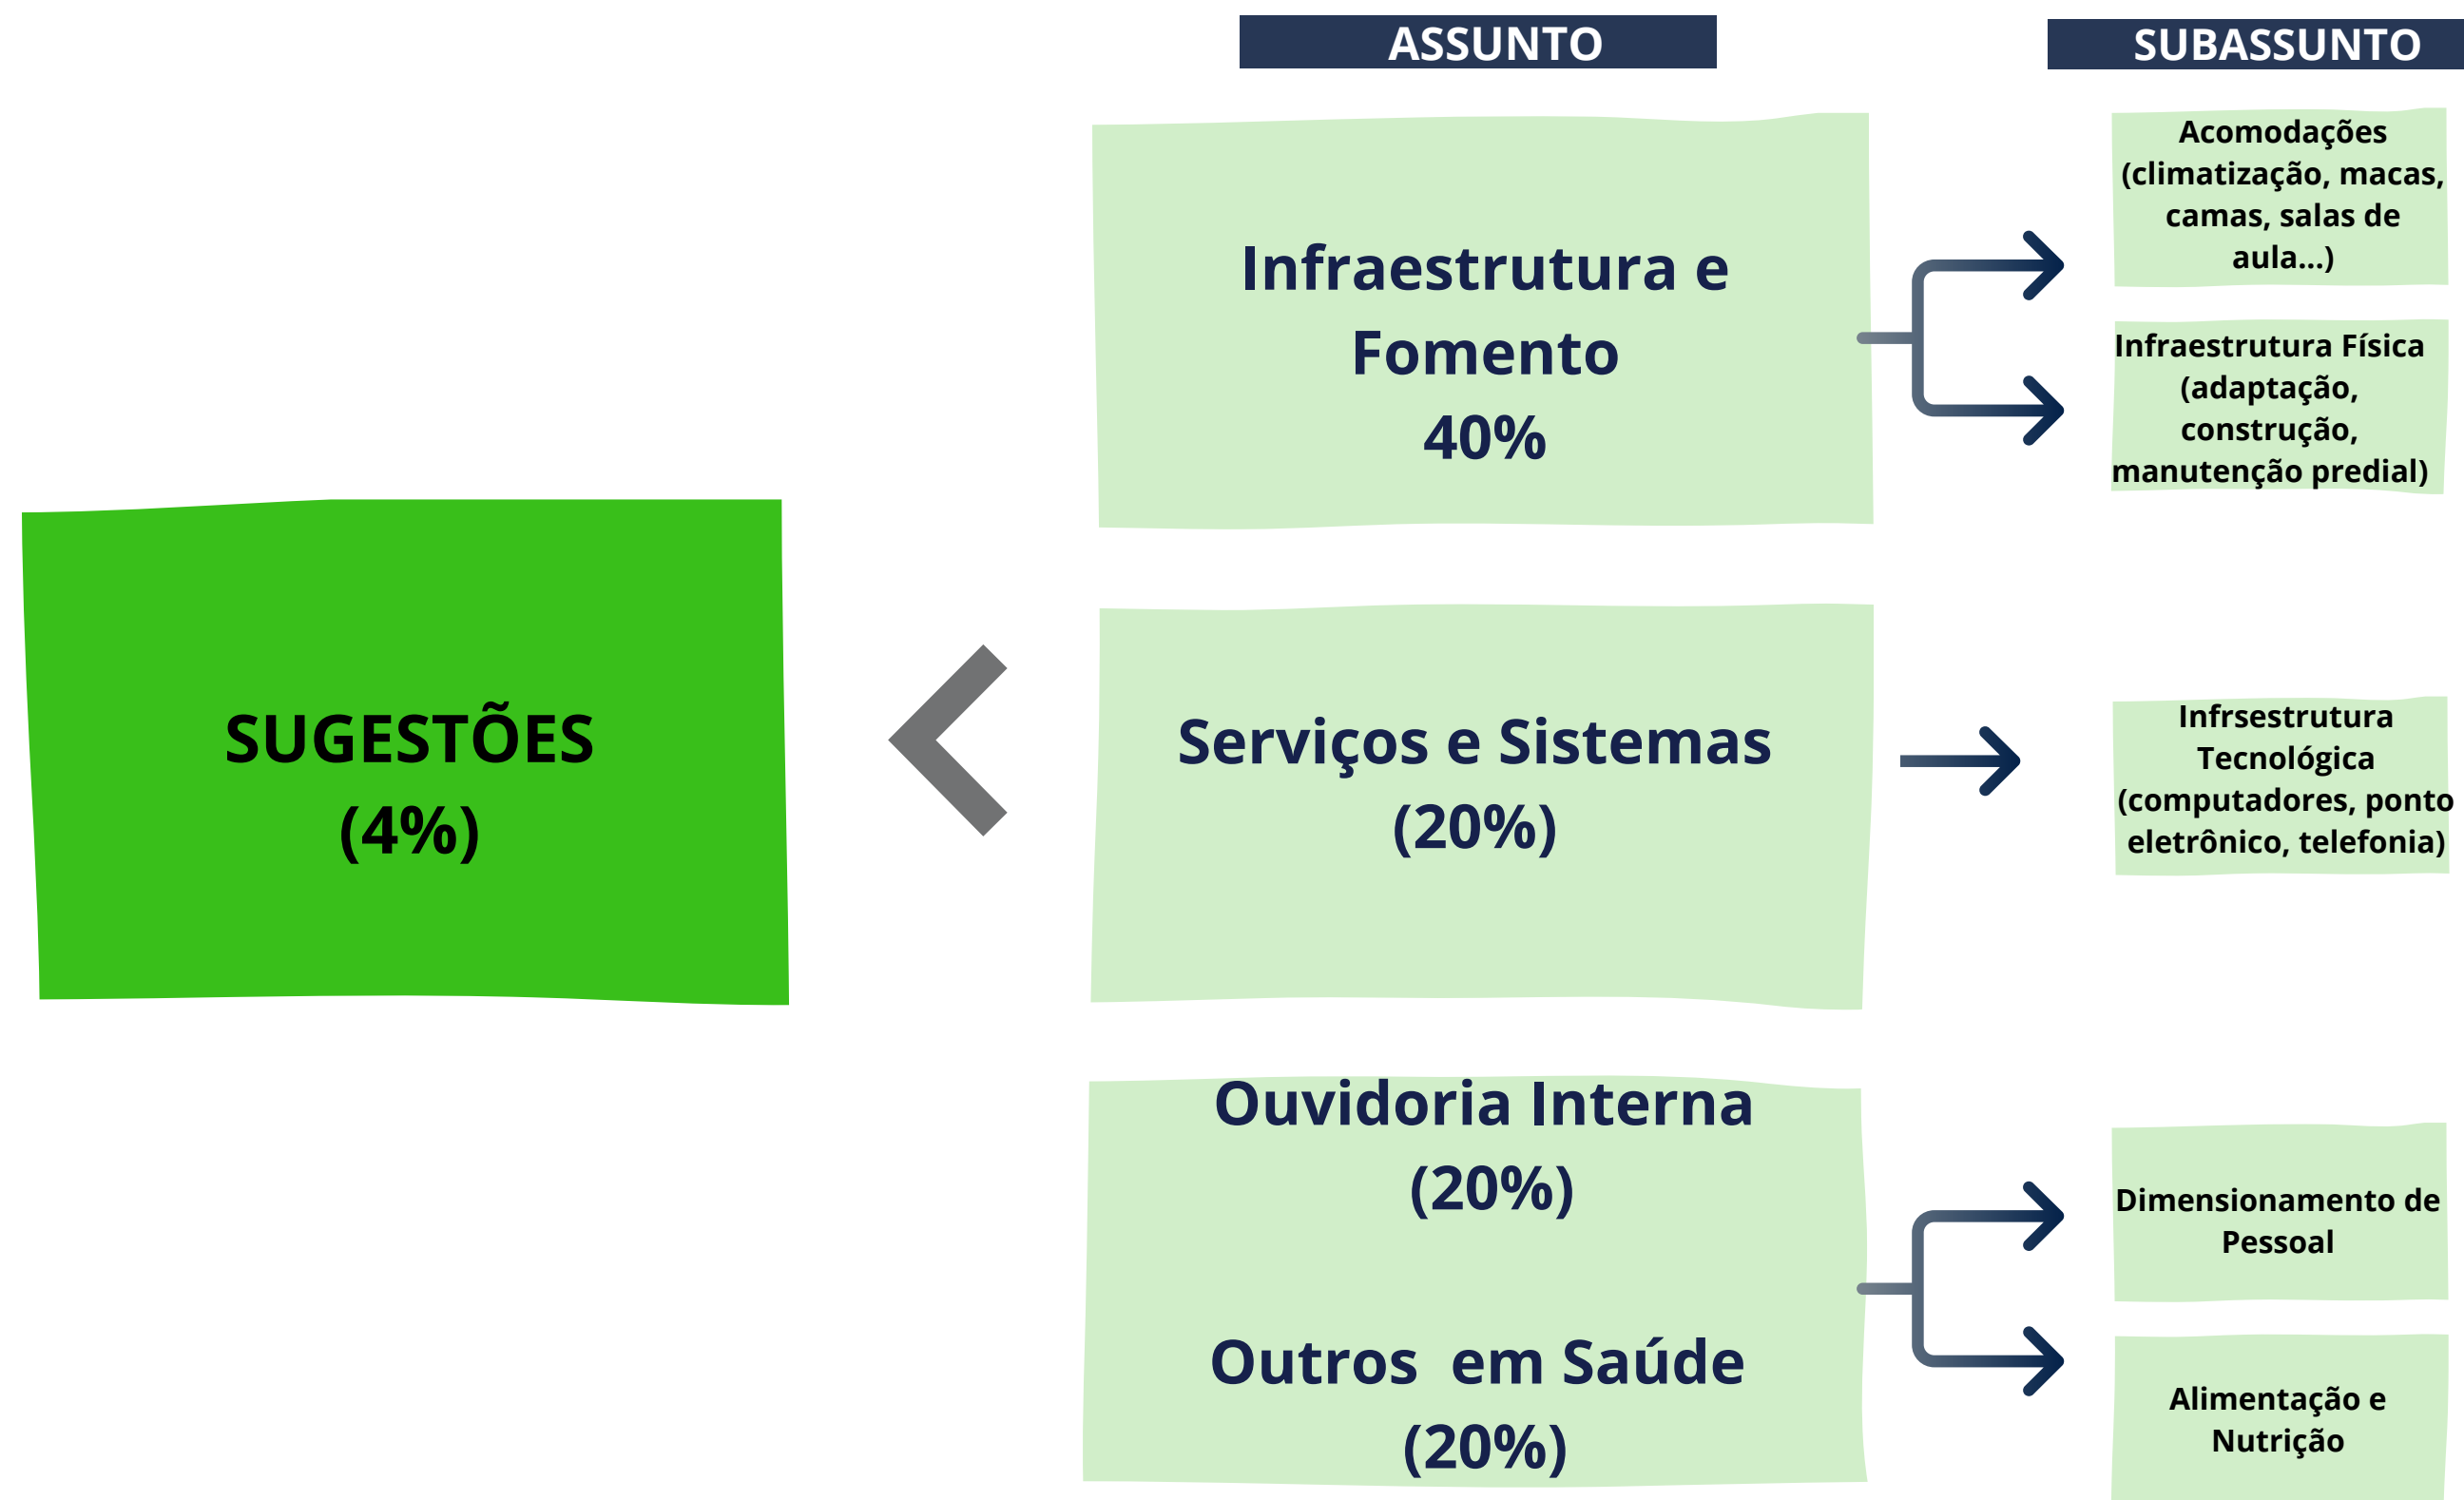 ASSUNTO
SUBASSUNTO
SUGESTÕES
(4%)
Infraestrutura e
Fomento
40%
Acomodações
(climatização, macas,
camas, salas de
aula...)
Infraestrutura Física
(adaptação,
construção,
manutenção predial)
Serviços e Sistemas
(20%)
Infrsestrutura
Tecnológica
(computadores, ponto
eletrônico, telefonia)
Ouvidoria Interna
(20%)
Outros em Saúde
(20%)
Dimensionamento de
Pessoal
Alimentação e
Nutrição